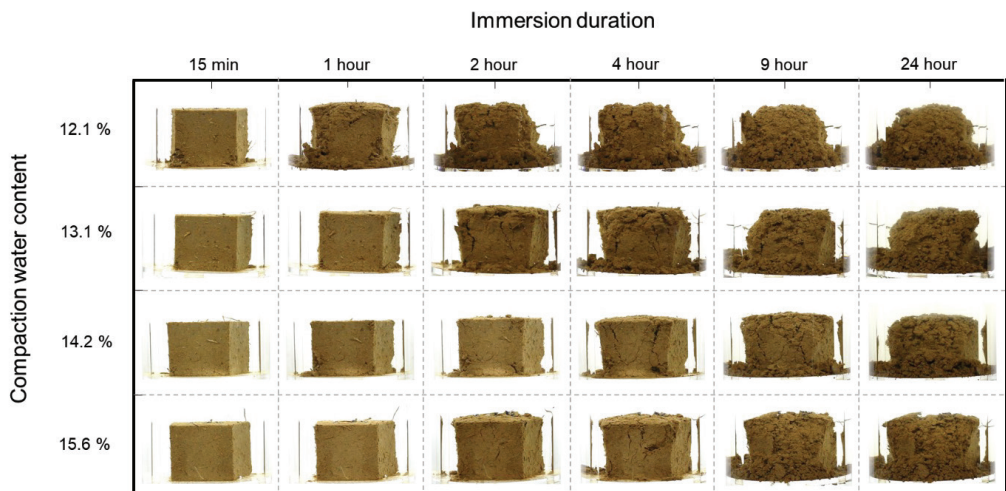 Immersion duration
15 min
1 hour
2 hour
4 hour
9 hour
24 hour
Compaction water content
12.1 %
13.1 %
14.2 %
15.6 %